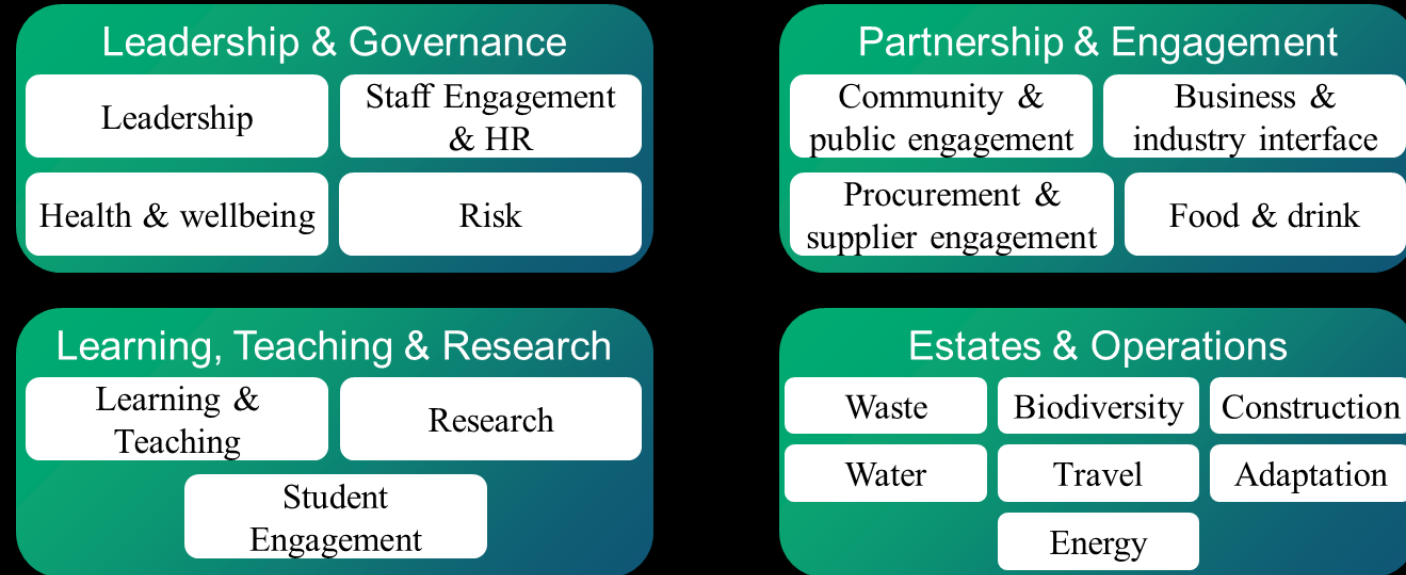 Leadership & Governance
Leadership
Staff Engagement
& HR
Health & wellbeing
Risk
Partnership & Engagement
Community &
public engagement
Business &
industry interface
Procurement &
supplier engagement
Food & drink
Learning, Teaching & Research
Learning &
Teaching
Research
Student
Engagement
Estates & Operations
Waste
Biodiversity
Construction
Water
Travel
Adaptation
Energy